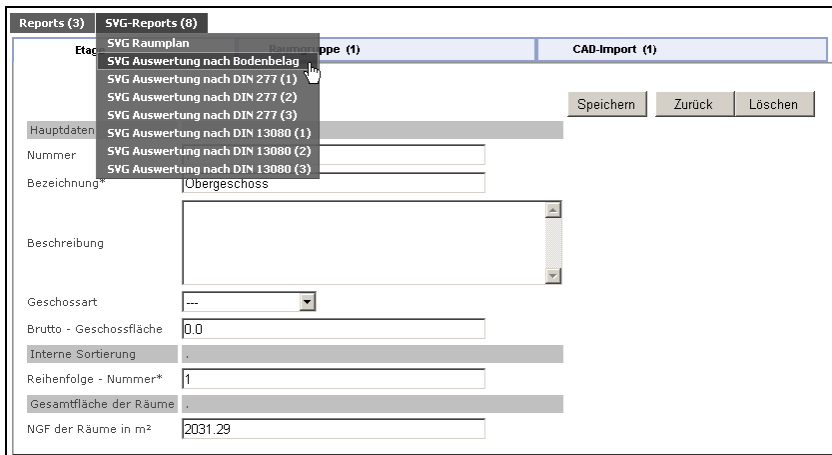 Reports (3) SVG-Reports (8)
Etage Raumgruppe (1) CAD-Import (1)
SVG Raumplan
SVG Auswertung nach Bodenbelag
SVG Auswertung nach DIN 277 (1)
SVG Auswertung nach DIN 277 (2)
SVG Auswertung nach DIN 277 (3)
SVG Auswertung nach DIN 13080 (1)
SVG Auswertung nach DIN 13080 (2)
SVG Auswertung nach DIN 13080 (3)
Speichern Zurück Löschen
Hauptdaten
Nummer
Bezeichnung* Obergeschoss
Beschreibung
Geschossart ---
Brutto - Geschossfläche 0.0
Interne Sortierung .
Reihenfolge - Nummer* 1
Gesamtfläche der Räume .
NGF der Räume in m² 2031.29